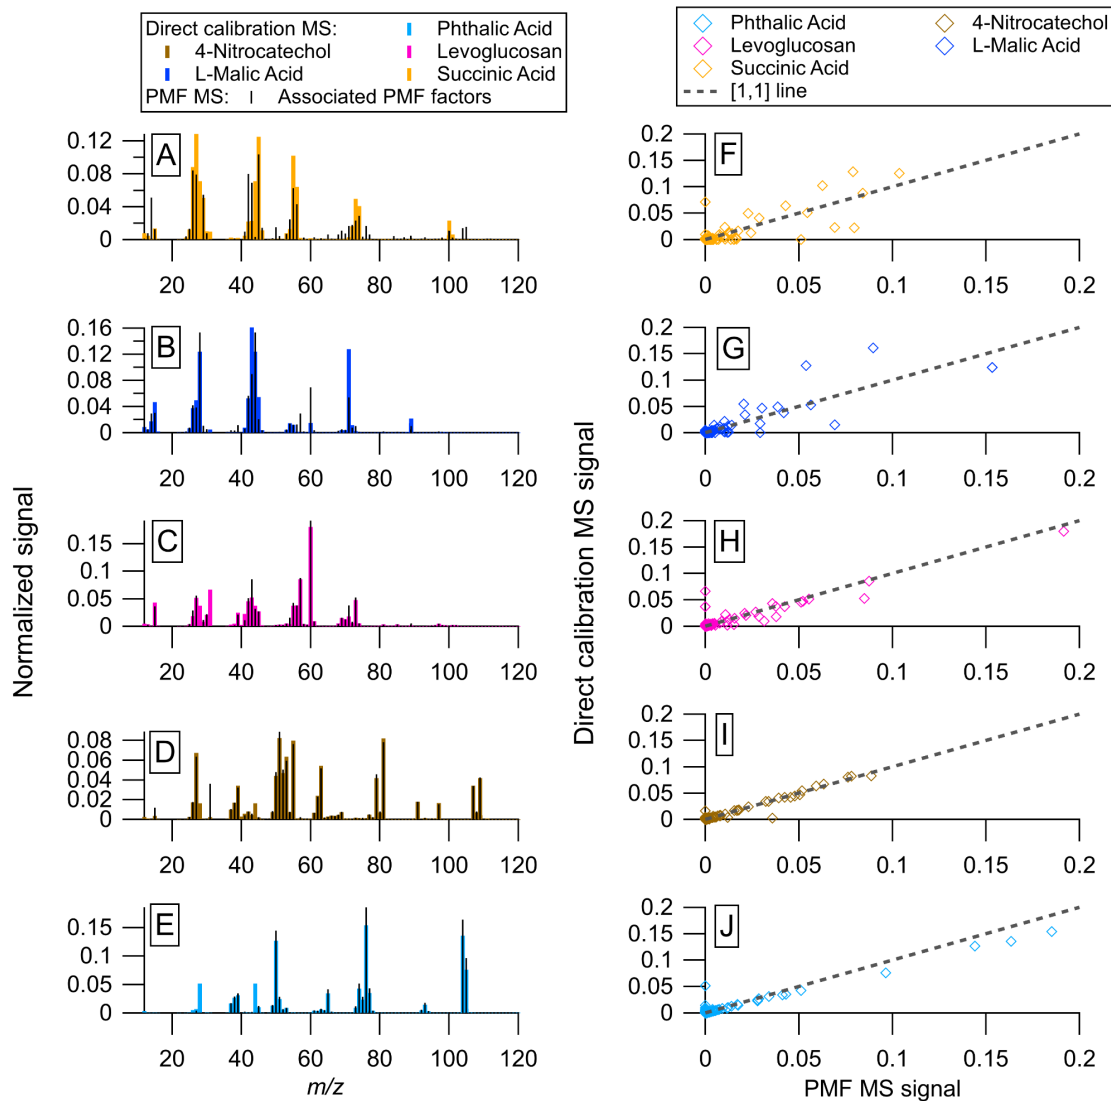 Direct calibration MS:
4-Nitrocatechol
L-Malic Acid
Phthalic Acid
Levoglucosan
Succinic Acid
PMF MS: Associated PMF factors
Phthalic Acid
Levoglucosan
Succinic Acid
4-Nitrocatechol
L-Malic Acid
[1,1] line
Normalized signal
A
0.12
0.08
0.04
0
20 40 60 80 100 120
B
0.16
0.12
0.08
0.04
0
20 40 60 80 100 120
C
0.15
0.1
0.05
0
20 40 60 80 100 120
D
0.08
0.06
0.04
0.02
0
20 40 60 80 100 120
E
0.15
0.1
0.05
0
20 40 60 80 100 120
m/z
Direct calibration MS signal
F
0.2
0.15
0.1
0.05
0
0 0.05 0.1 0.15 0.2
G
0.2
0.15
0.1
0.05
0
0 0.05 0.1 0.15 0.2
H
0.2
0.15
0.1
0.05
0
0 0.05 0.1 0.15 0.2
I
0.2
0.15
0.1
0.05
0
0 0.05 0.1 0.15 0.2
J
0.2
0.15
0.1
0.05
0
0 0.05 0.1 0.15 0.2
PMF MS signal